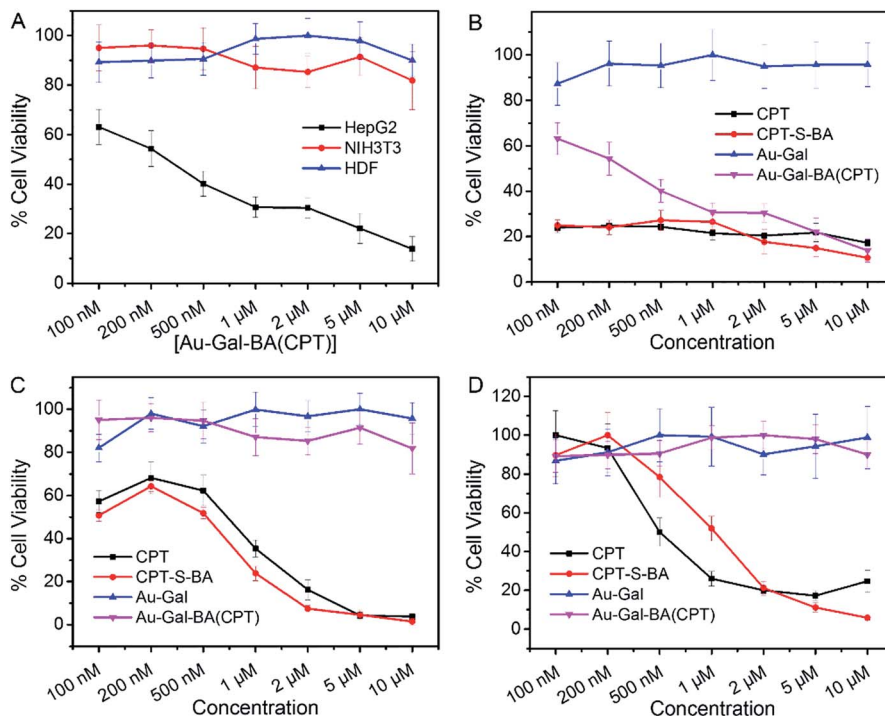 A
% Cell Viability
100
80
60
40
20
0
HepG2
NIH3T3
HDF
100 nM
200 nM
500 nM
1 µM
2 µM
5 µM
10 µM
[Au-Gal-BA(CPT)]
B
% Cell Viability
100
80
60
40
20
0
CPT
CPT-S-BA
Au-Gal
Au-Gal-BA(CPT)
100 nM
200 nM
500 nM
1 µM
2 µM
5 µM
10 µM
Concentration
C
% Cell Viability
100
80
60
40
20
0
CPT
CPT-S-BA
Au-Gal
Au-Gal-BA(CPT)
100 nM
200 nM
500 nM
1 µM
2 µM
5 µM
10 µM
Concentration
D
% Cell Viability
120
100
80
60
40
20
0
CPT
CPT-S-BA
Au-Gal
Au-Gal-BA(CPT)
100 nM
200 nM
500 nM
1 µM
2 µM
5 µM
10 µM
Concentration